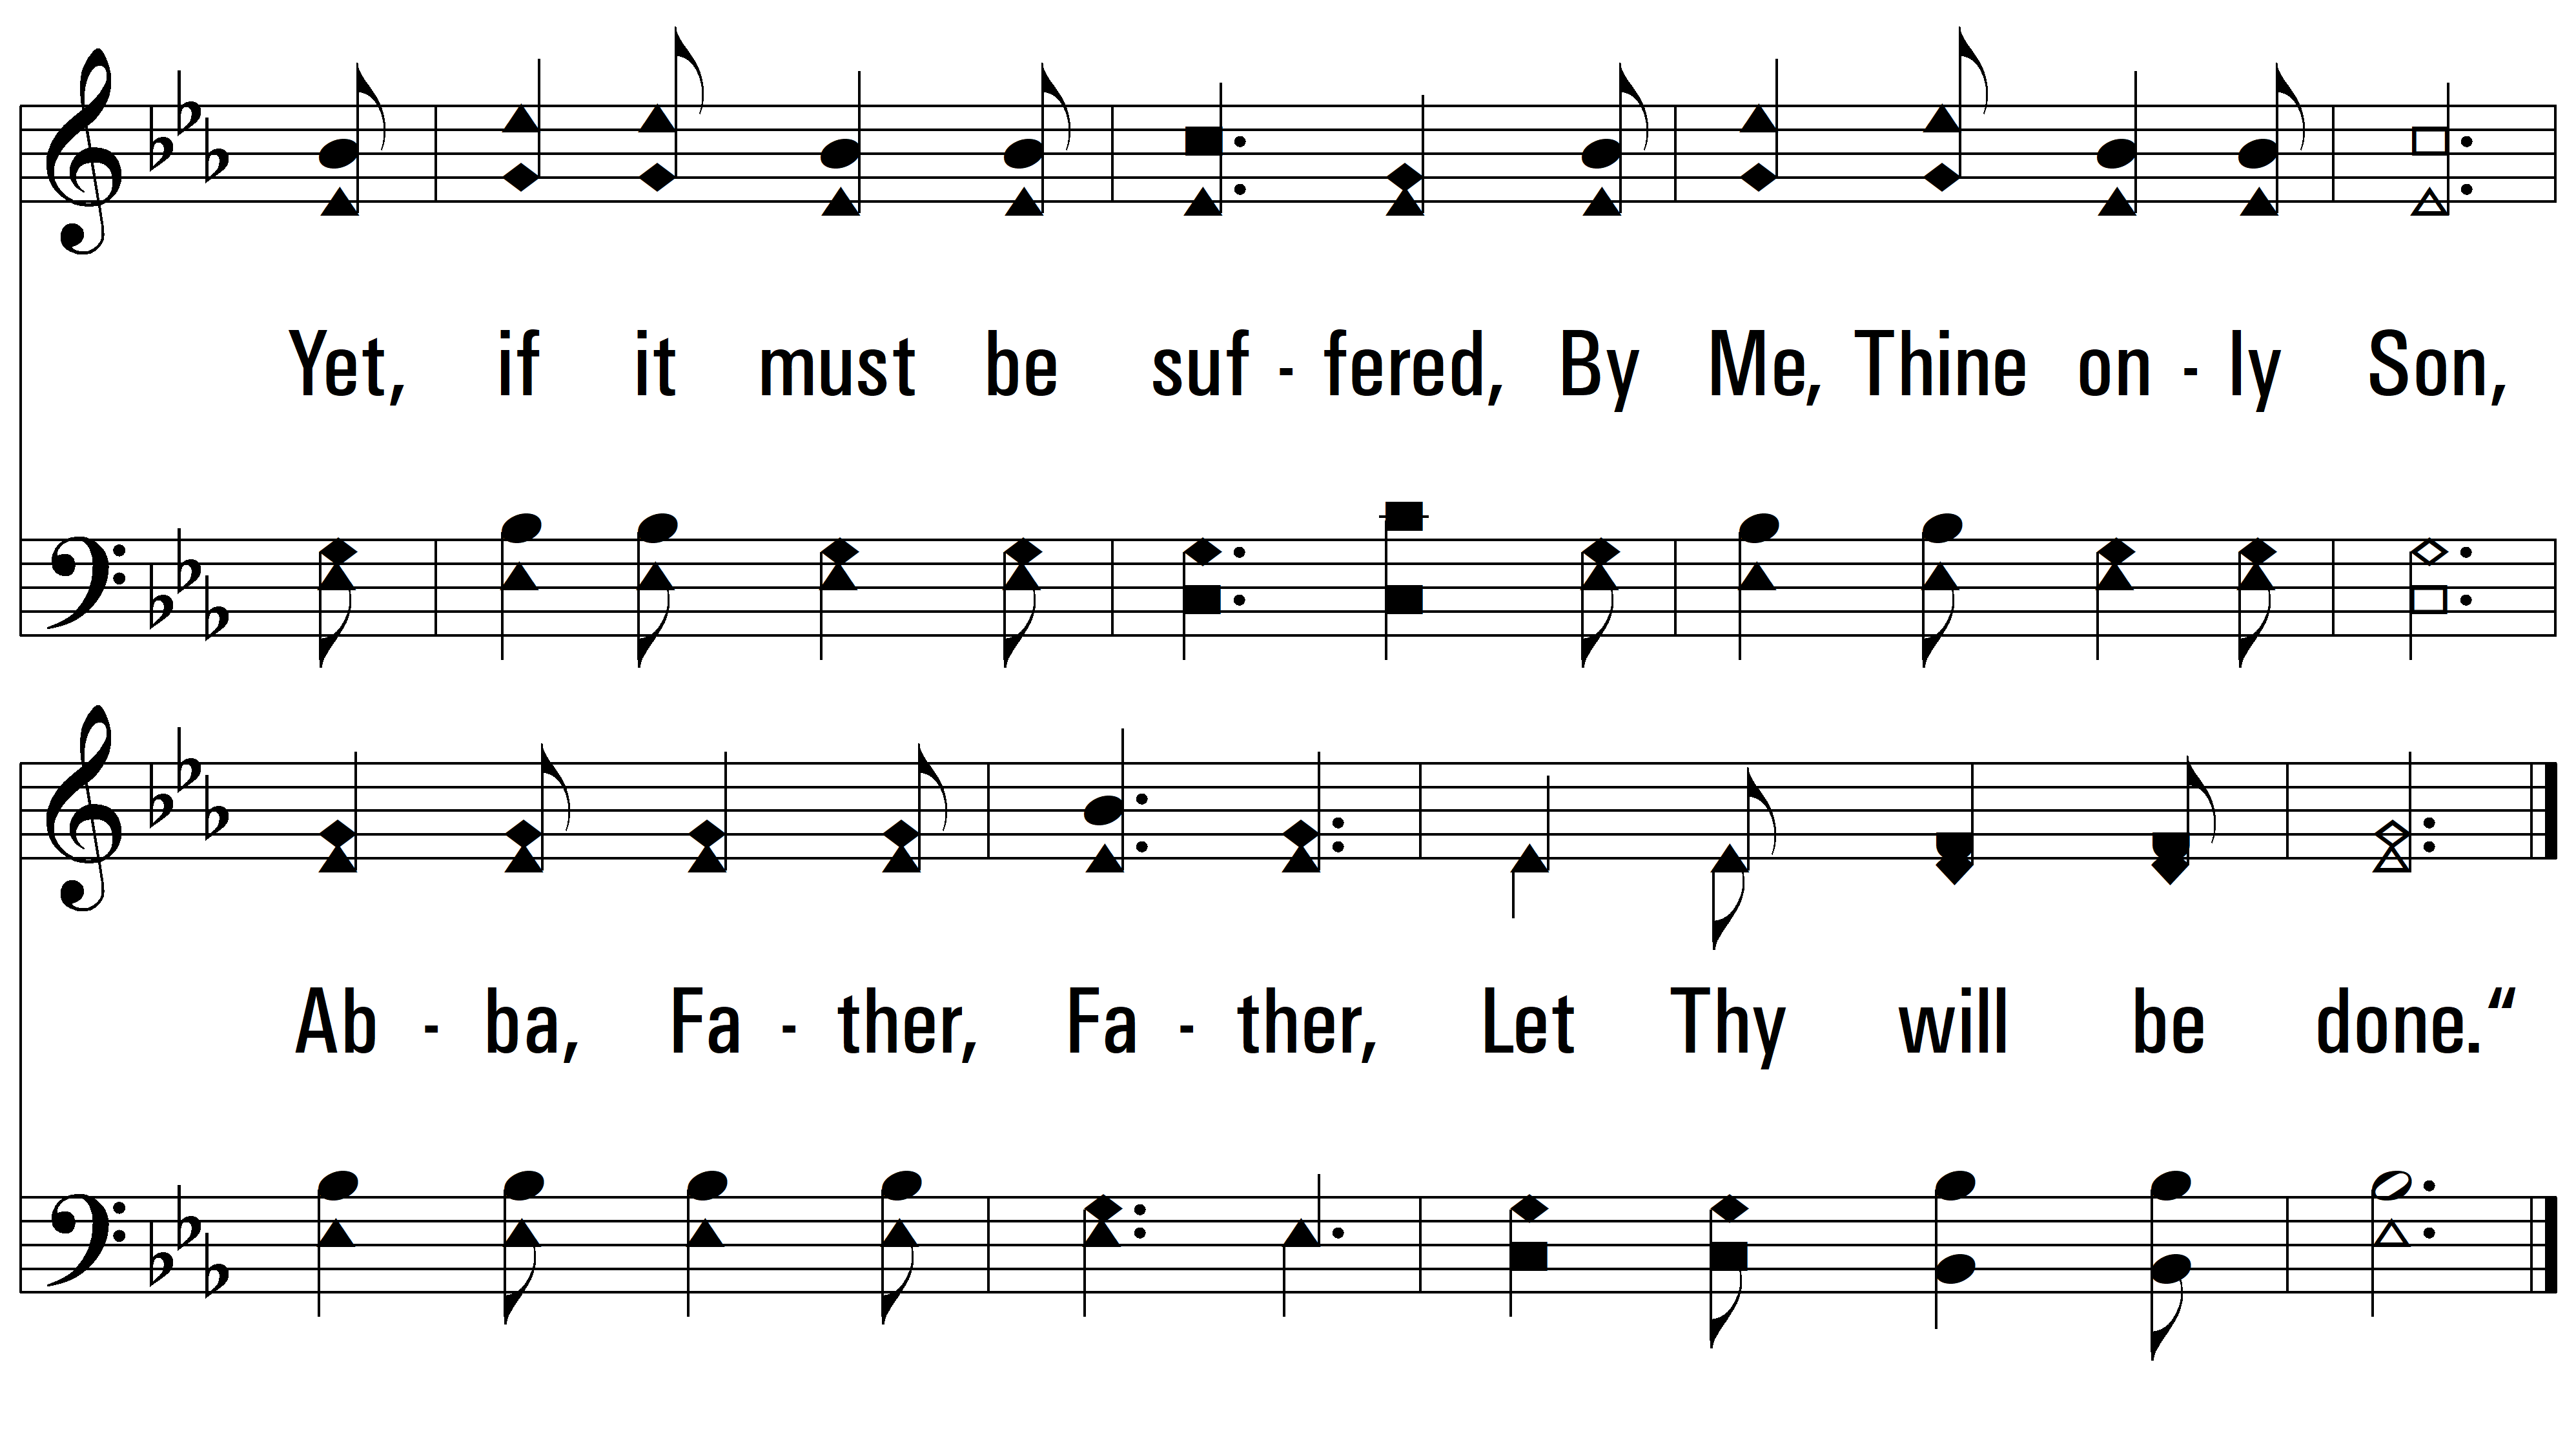 Yet, if it must be suf - fered, By Me, Thine on - ly Son,
Ab - ba, Fa - ther, Fa - ther, Let Thy will be done.“